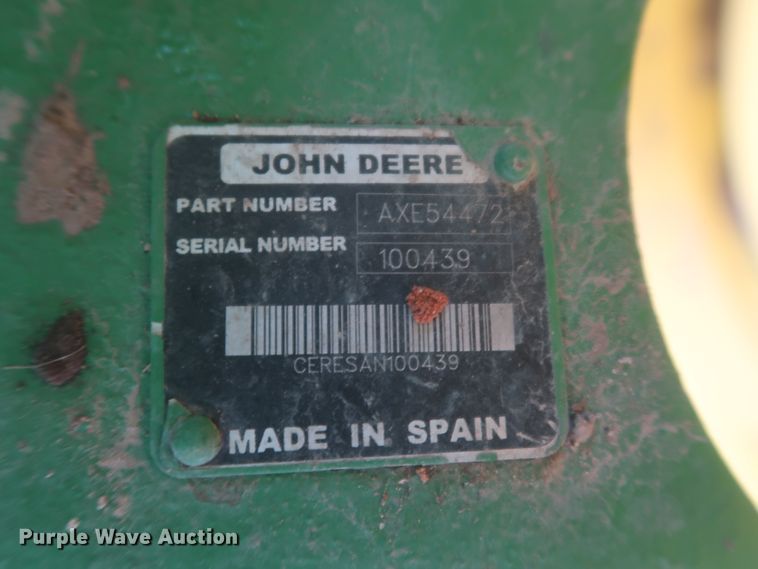 JOHN DEERE
PART NUMBER AXE54472
SERIAL NUMBER 100439
CERESAN100439
MADE IN SPAIN
Purple Wave Auction